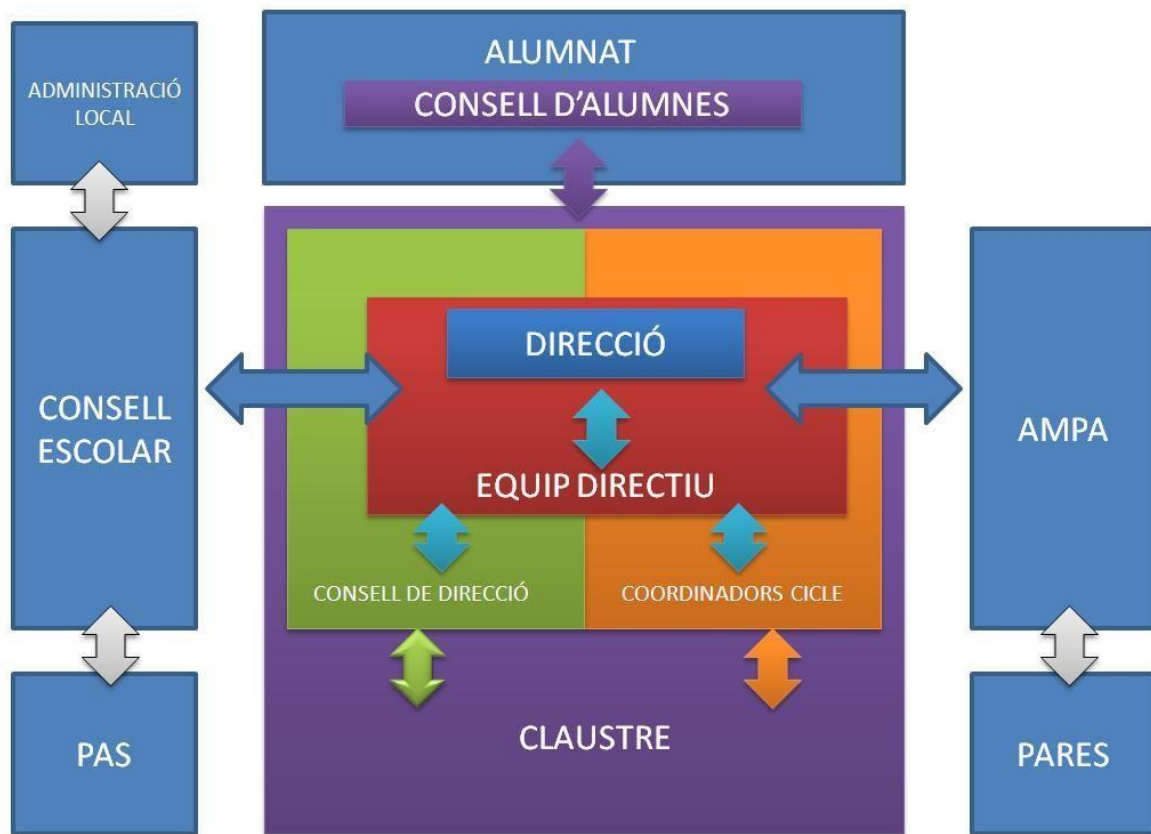 ADMINISTRACIÓ
LOCAL
ALUMNAT
CONSELL D'ALUMNES
CONSELL
ESCOLAR
DIRECCIÓ
EQUIP DIRECTIU
AMPA
CONSELL DE DIRECCIÓ
COORDINADORS CICLE
PAS
CLAUSTRE
PARES